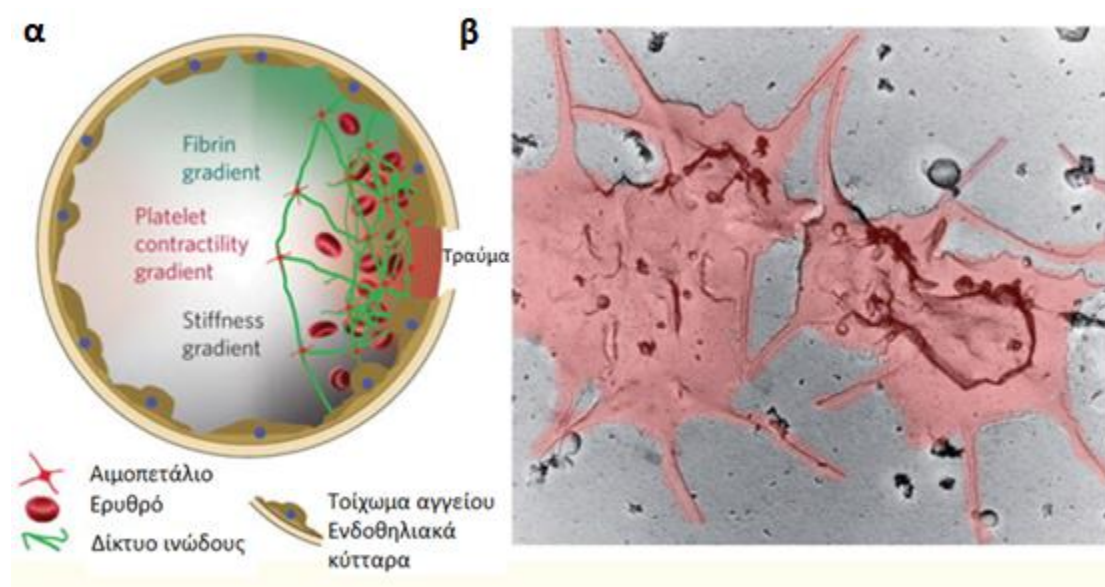 α
β
Fibrin
gradient
Platelet
contractility
gradient
Stiffness
gradient
Τραύμα
Αιμοπετάλιο
Ερυθρό
Δίκτυο ινώδους
Τοίχωμα αγγείου
Ενδοθηλιακά
κύτταρα